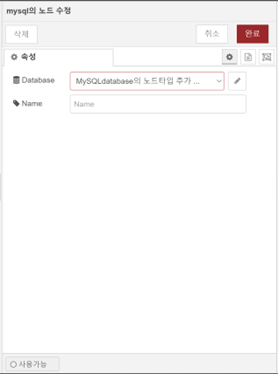 mysql의 노드 수정
삭제
취소
완료
속성
Database
MySQLdatabase의 노드타입 추가 ...
Name
Name
사용가능